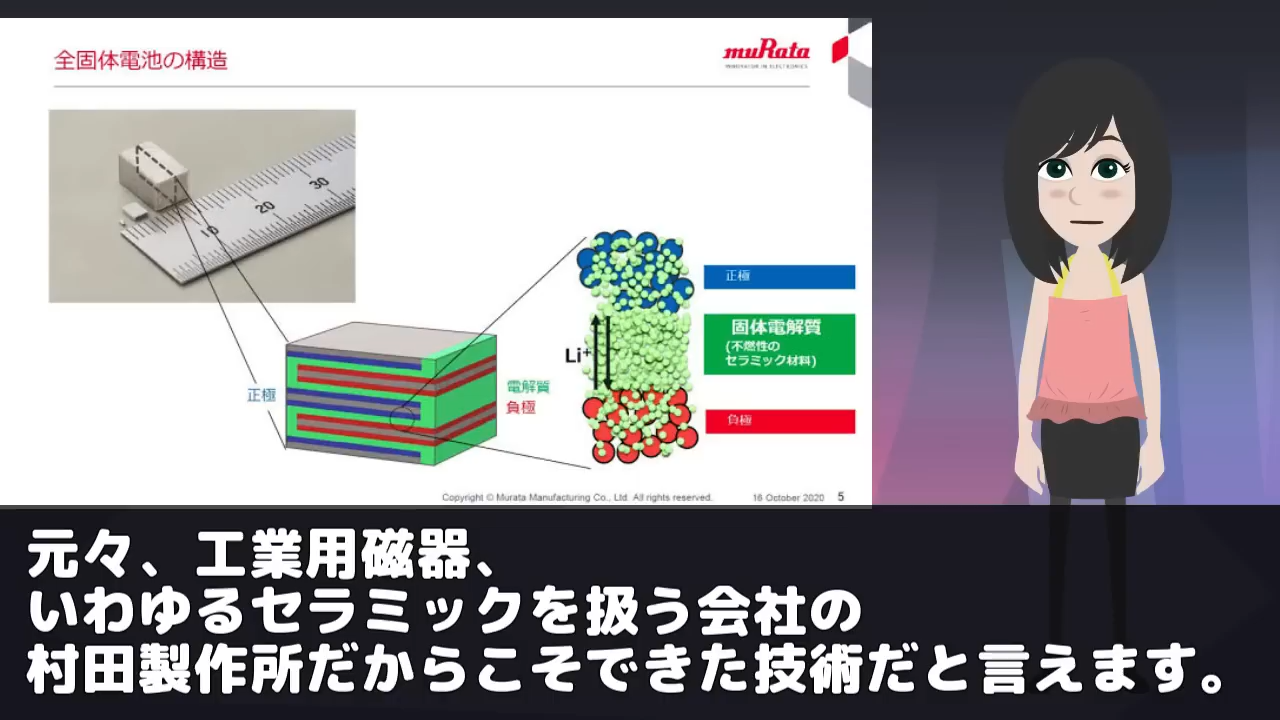 全固体電池の構造
muRata
INNOVATOR IN ELECTRONICS
10
20
30
正極
電解質
負極
Li⁺
正極
固体電解質
(不燃性の
セラミック材料)
負極
Copyright © Murata Manufacturing Co., Ltd. All rights reserved.
16 October 2020
5
元々、工業用磁器、
いわゆるセラミックを扱う会社の
村田製作所だからこそできた技術だと言えます。